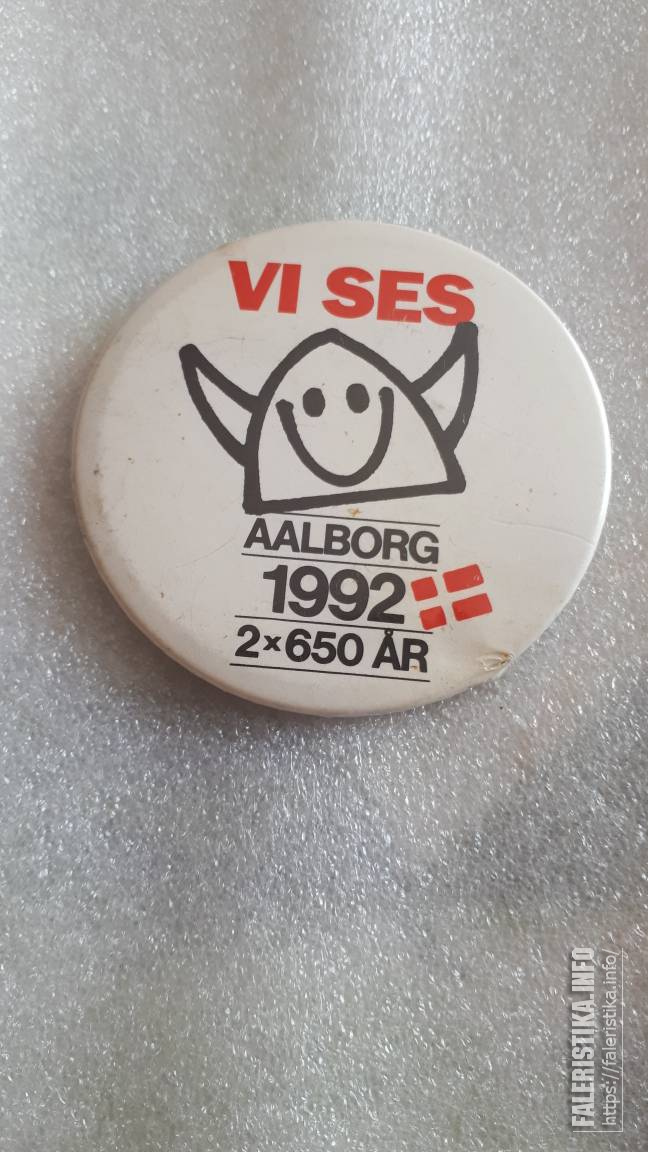 VI SES
AALBORG
1992
2×650 ÅR
FALERISTIKA.INFO
https://faleristika.info/